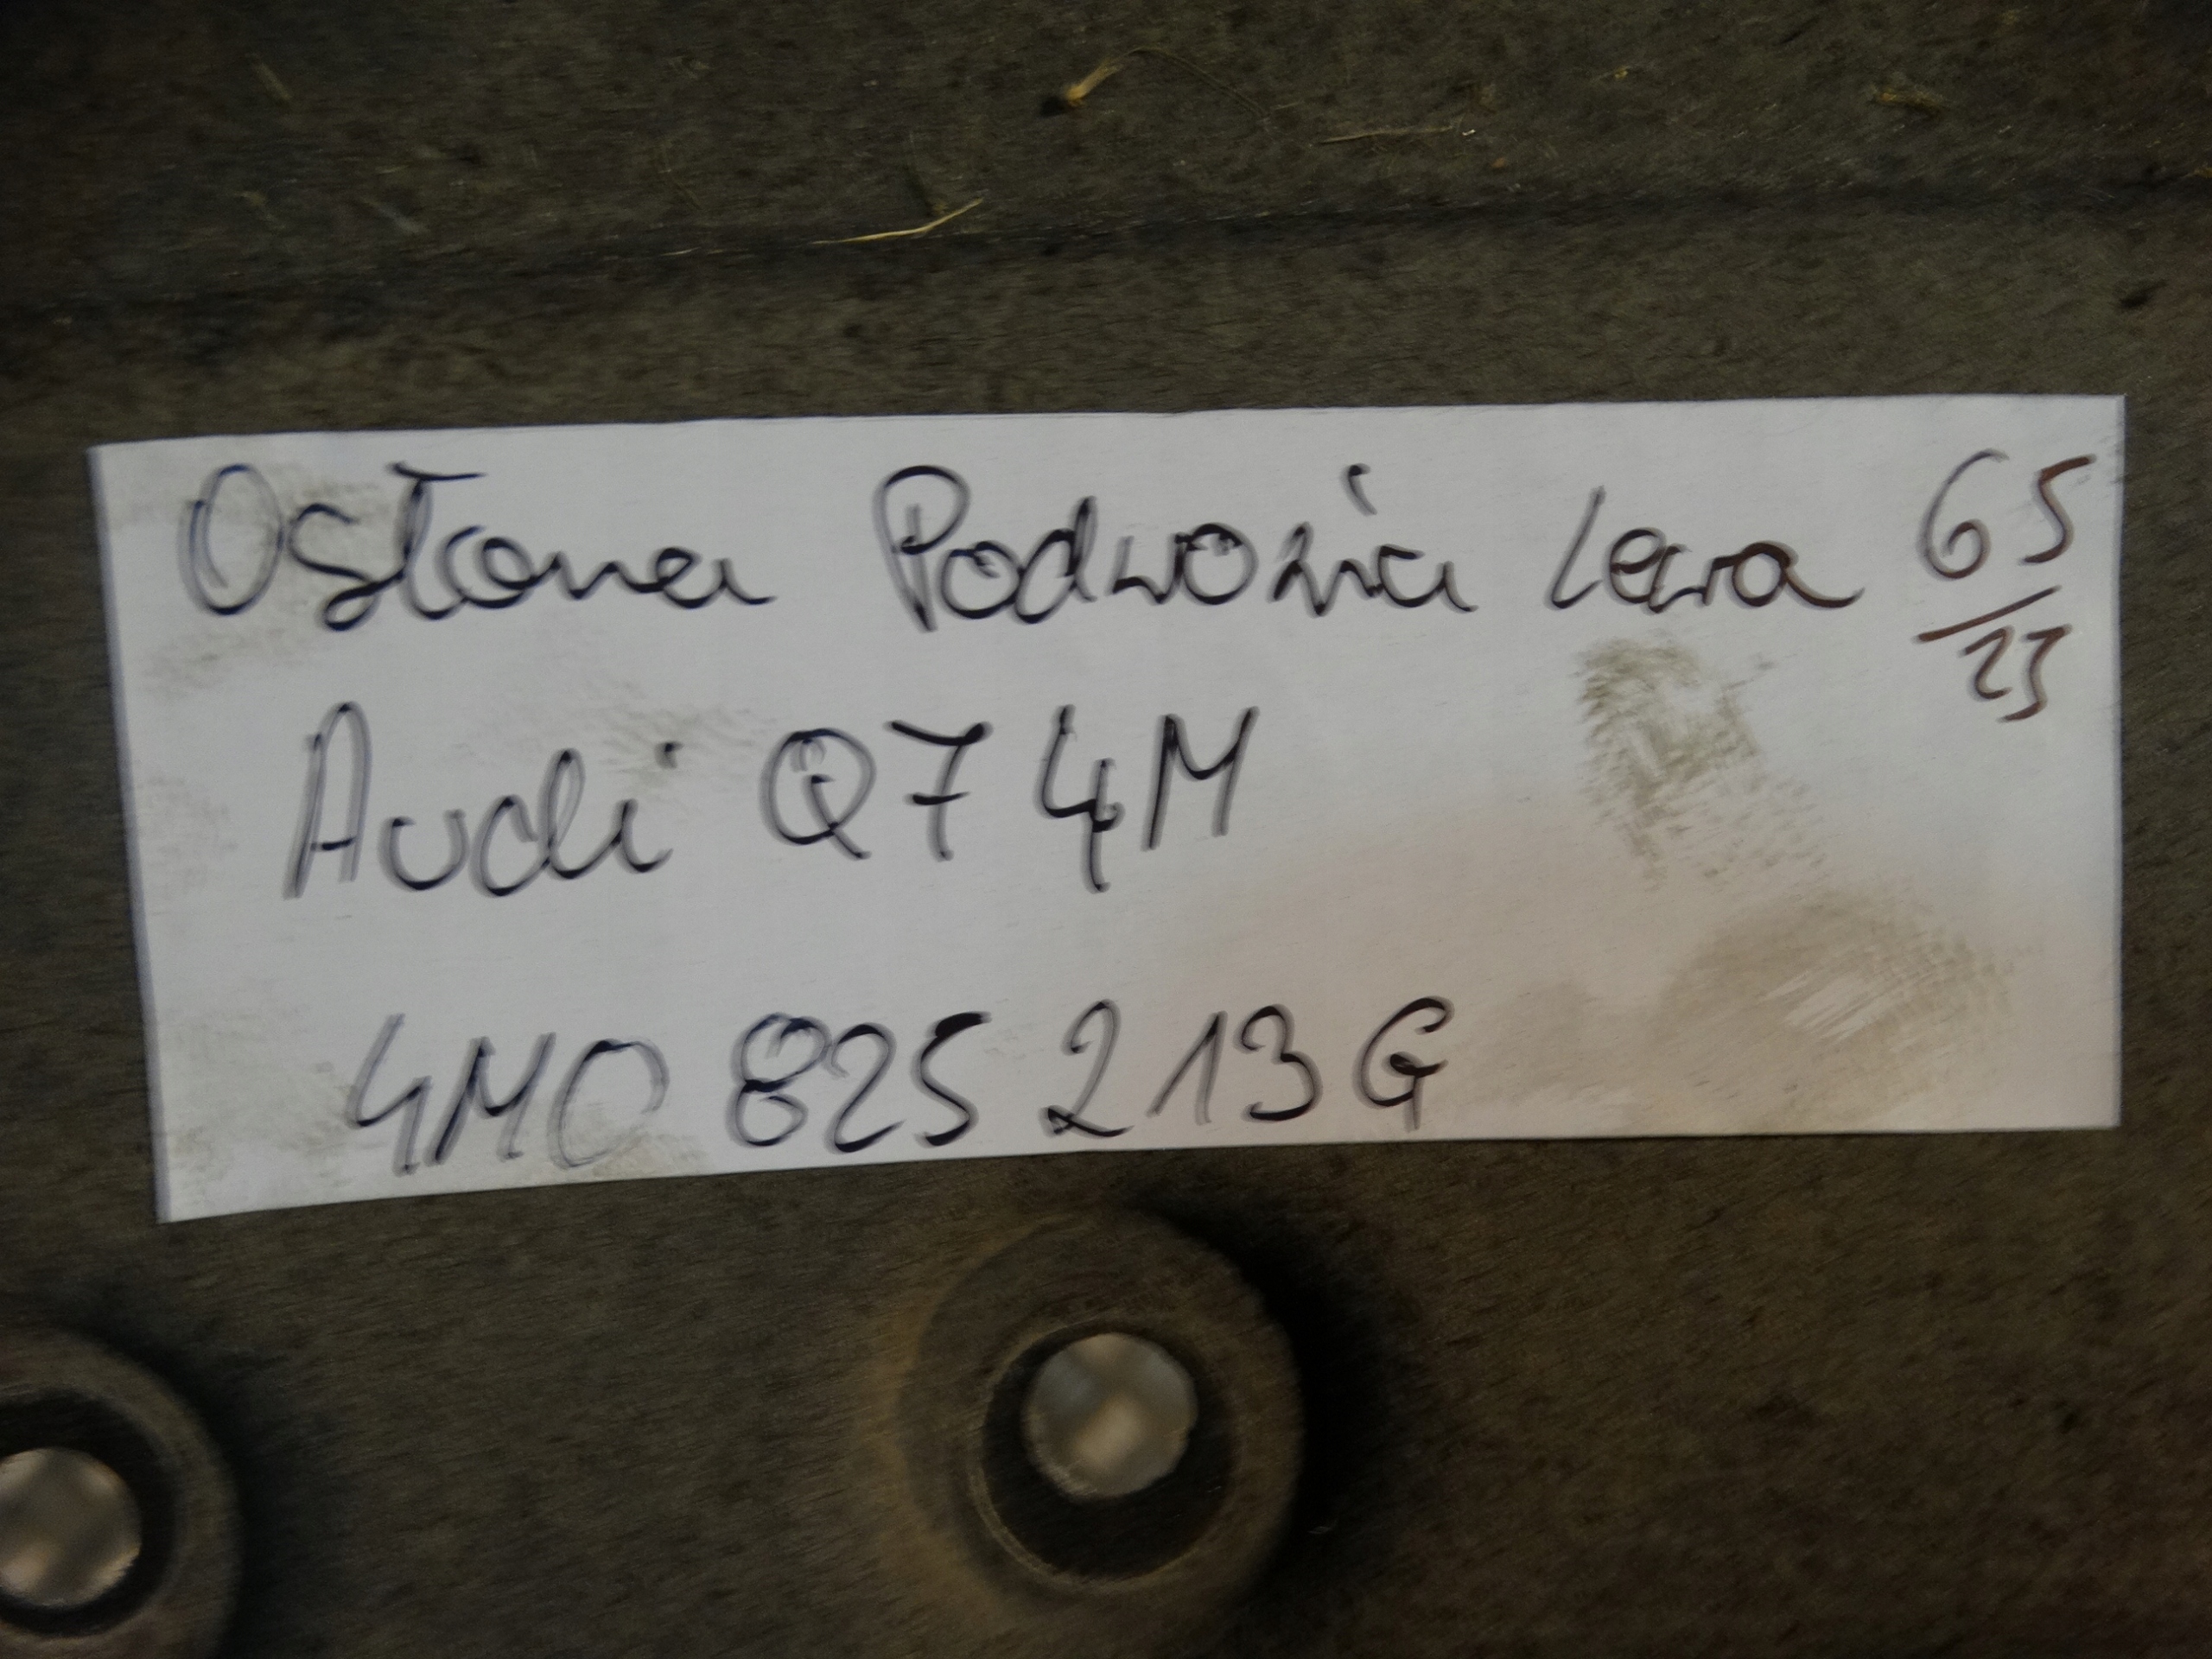 Osłona Podwozia Lewa 65/23
Audi Q7 4M
4M0 825 213 G